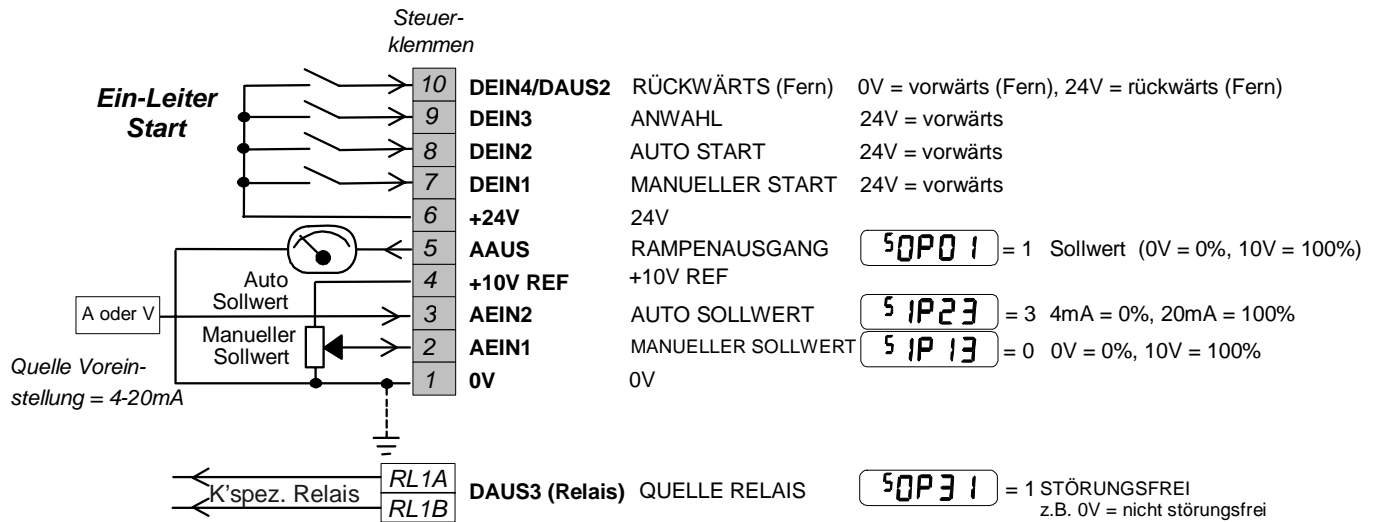 Steuer-
klemmen
Ein-Leiter
Start
10 DEIN4/DAUS2 RÜCKWÄRTS (Fern) 0V = vorwärts (Fern), 24V = rückwärts (Fern)
9 DEIN3 ANWAHL 24V = vorwärts
8 DEIN2 AUTO START 24V = vorwärts
7 DEIN1 MANUELLER START 24V = vorwärts
6 +24V 24V
5 AAUS RAMPENAUSGANG SOP01 = 1 Sollwert (0V = 0%, 10V = 100%)
4 +10V REF +10V REF
Auto
Sollwert
A oder V
3 AEIN2 AUTO SOLLWERT SIP23 = 3 4mA = 0%, 20mA = 100%
Manueller
Sollwert
2 AEIN1 MANUELLER SOLLWERT SIP13 = 0 0V = 0%, 10V = 100%
1 0V 0V
Quelle Vorein-
stellung = 4-20mA
RL1A
RL1B
K'spez. Relais
DAUS3 (Relais) QUELLE RELAIS SOP31 = 1 STÖRUNGSFREI
z.B. 0V = nicht störungsfrei